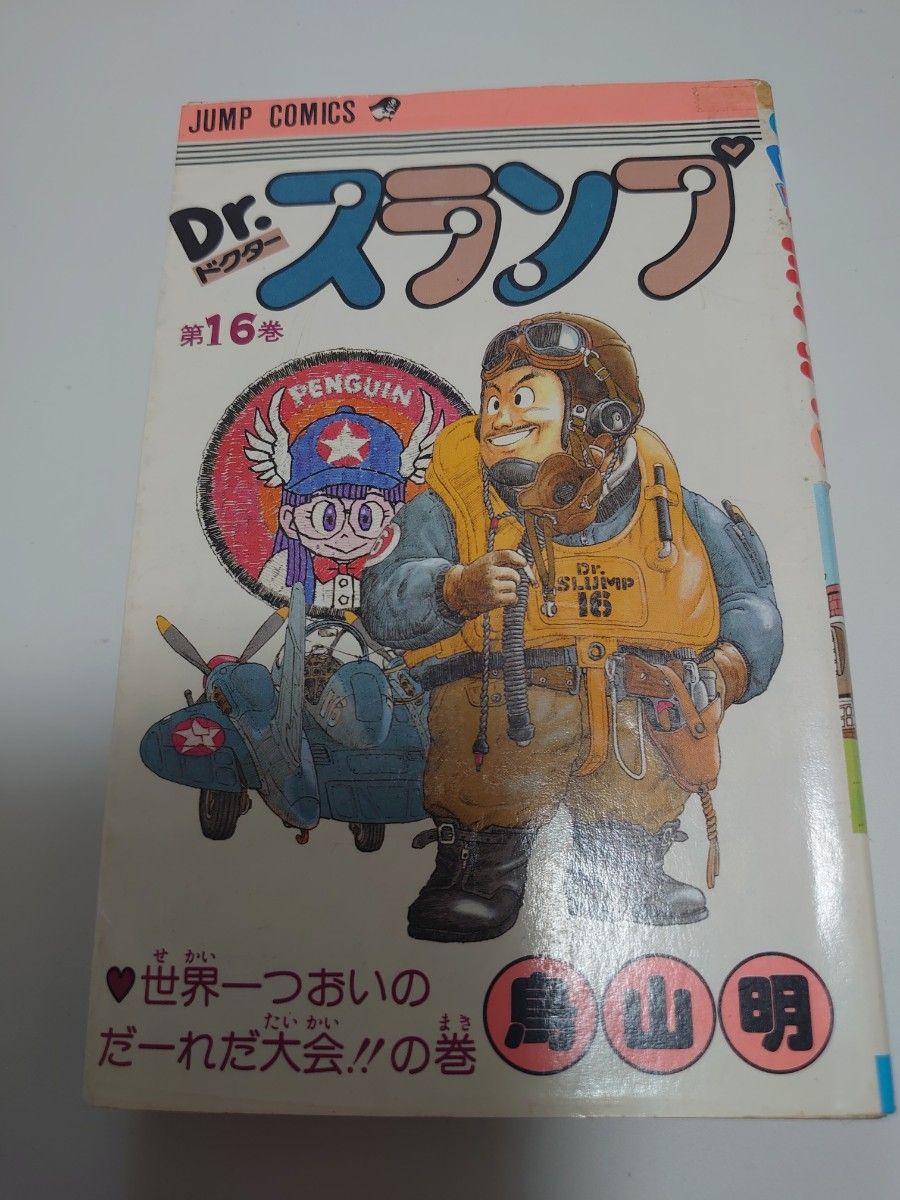 JUMP COMICS
Dr.スランプ
ドクター
第16巻
PENGUIN
Dr.
SLUMP
16
16
せかい
♥世界一つおいの
たいかい まき
だーれだ大会!!の巻
鳥山明